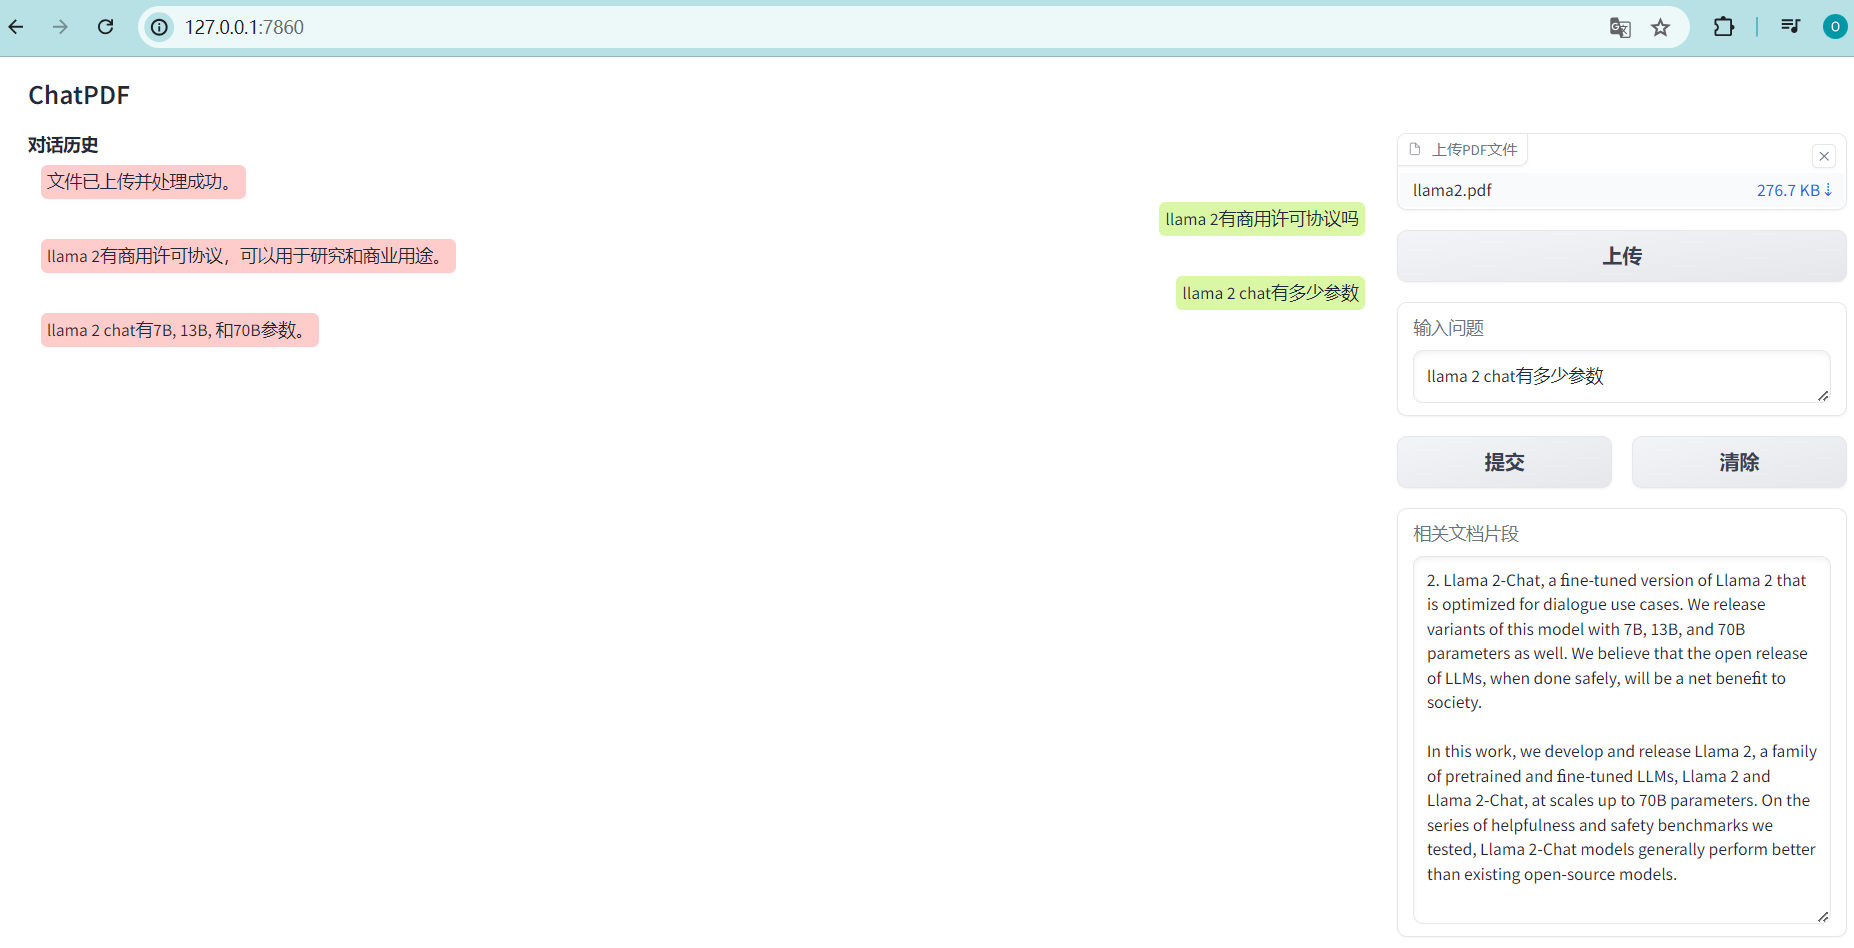 127.0.0.1:7860
O
ChatPDF
对话历史
文件已上传并处理成功。
llama 2有商用许可协议吗
llama 2有商用许可协议，可以用于研究和商业用途。
llama 2 chat有多少参数
llama 2 chat有7B, 13B, 和70B参数。
上传PDF文件
llama2.pdf 276.7 KB ⇣
上传
输入问题
llama 2 chat有多少参数
提交 清除
相关文档片段
2. Llama 2-Chat, a fine-tuned version of Llama 2 that
is optimized for dialogue use cases. We release
variants of this model with 7B, 13B, and 70B
parameters as well. We believe that the open release
of LLMs, when done safely, will be a net benefit to
society.
In this work, we develop and release Llama 2, a family
of pretrained and fine-tuned LLMs, Llama 2 and
Llama 2-Chat, at scales up to 70B parameters. On the
series of helpfulness and safety benchmarks we
tested, Llama 2-Chat models generally perform better
than existing open-source models.